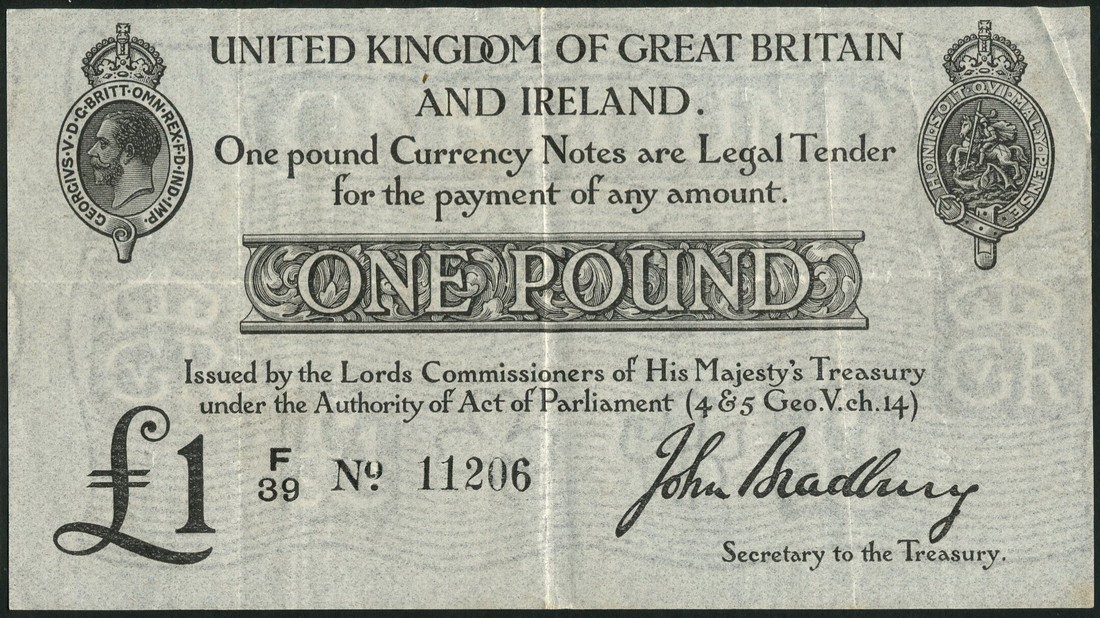 UNITED KINGDOM OF GREAT BRITAIN
AND IRELAND.
GEORGIVS·V·D·G·BRITT·OMN·REX·F·D·IND·IMP.
HONI·SOIT·QVI·MAL·Y·PENSE
One pound Currency Notes are Legal Tender
for the payment of any amount.
ONE POUND
Issued by the Lords Commissioners of His Majesty's Treasury
under the Authority of Act of Parliament (4 & 5 Geo.V.ch.14)
£1
F
39
No. 11206
John Bradbury
Secretary to the Treasury.
GR